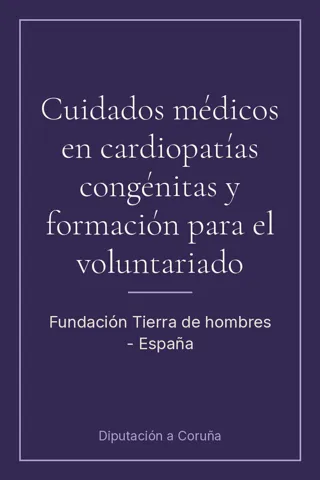 Cuidados médicos
en cardiopatías
congénitas y
formación para el
voluntariado
Fundación Tierra de hombres
- España
Diputación a Coruña